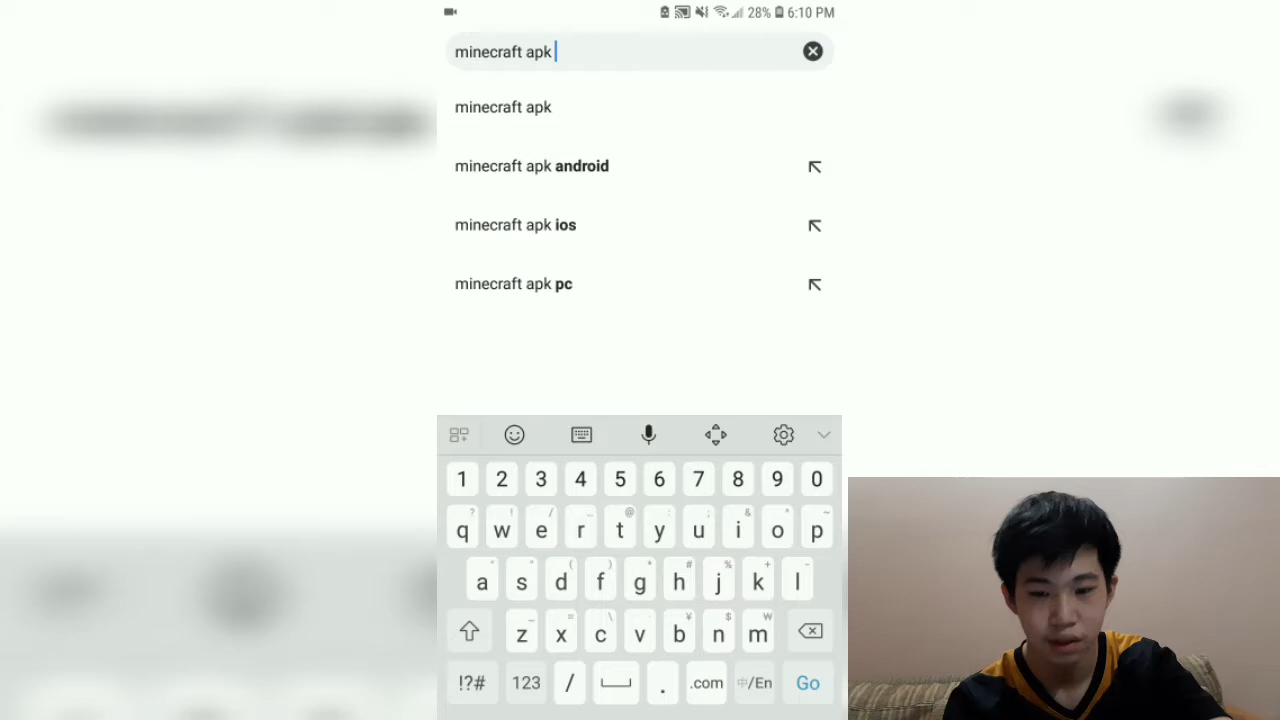 28% 6:10 PM
minecraft apk
minecraft apk
minecraft apk android
minecraft apk ios
minecraft apk pc
1 2 3 4 5 6 7 8 9 0
q w e r t y u i o p
a s d f g h j k l
z x c v b n m
!?# 123 / . .com 中/En Go